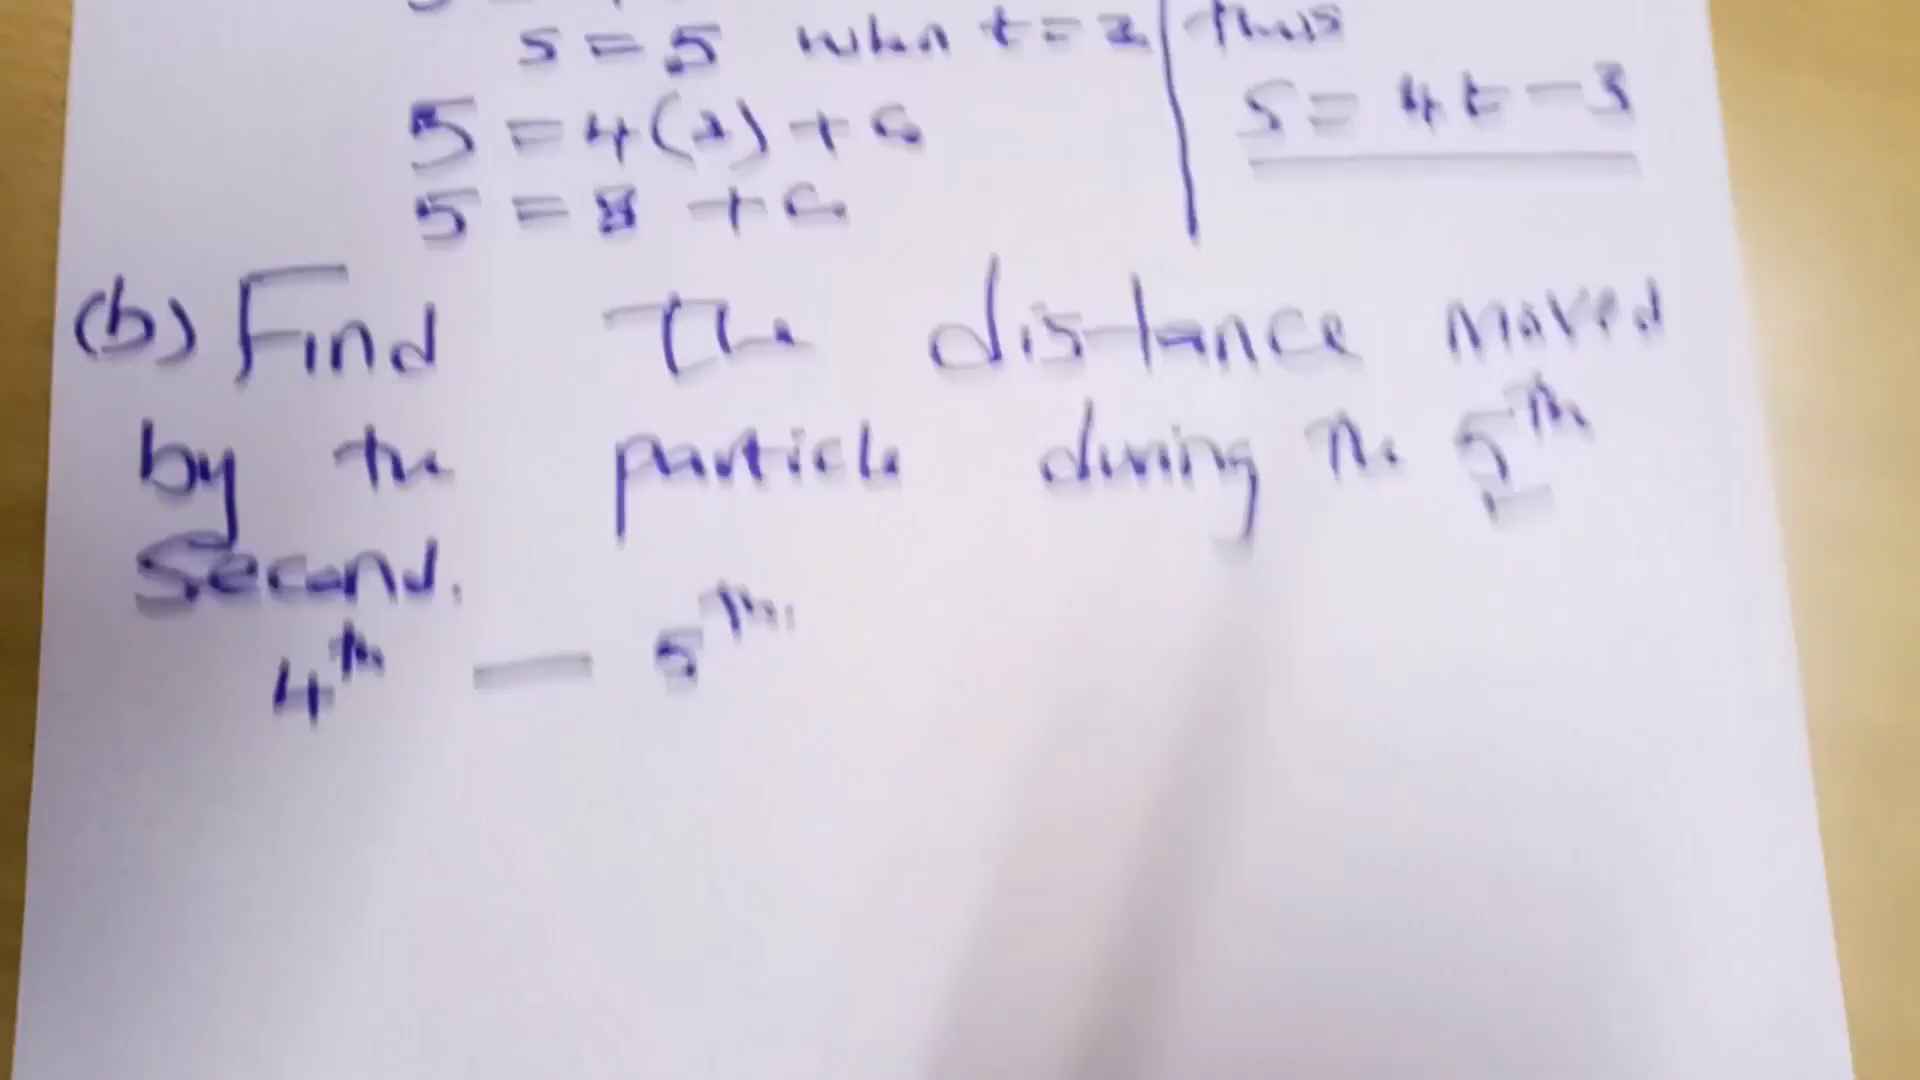 s = 5 when t = 2 | thus
5 = 4(2) + c
s = 4t - 3
5 = 8 + c
(b) Find The distance moved
by the particle during the 5th
Second.
4th — 5th